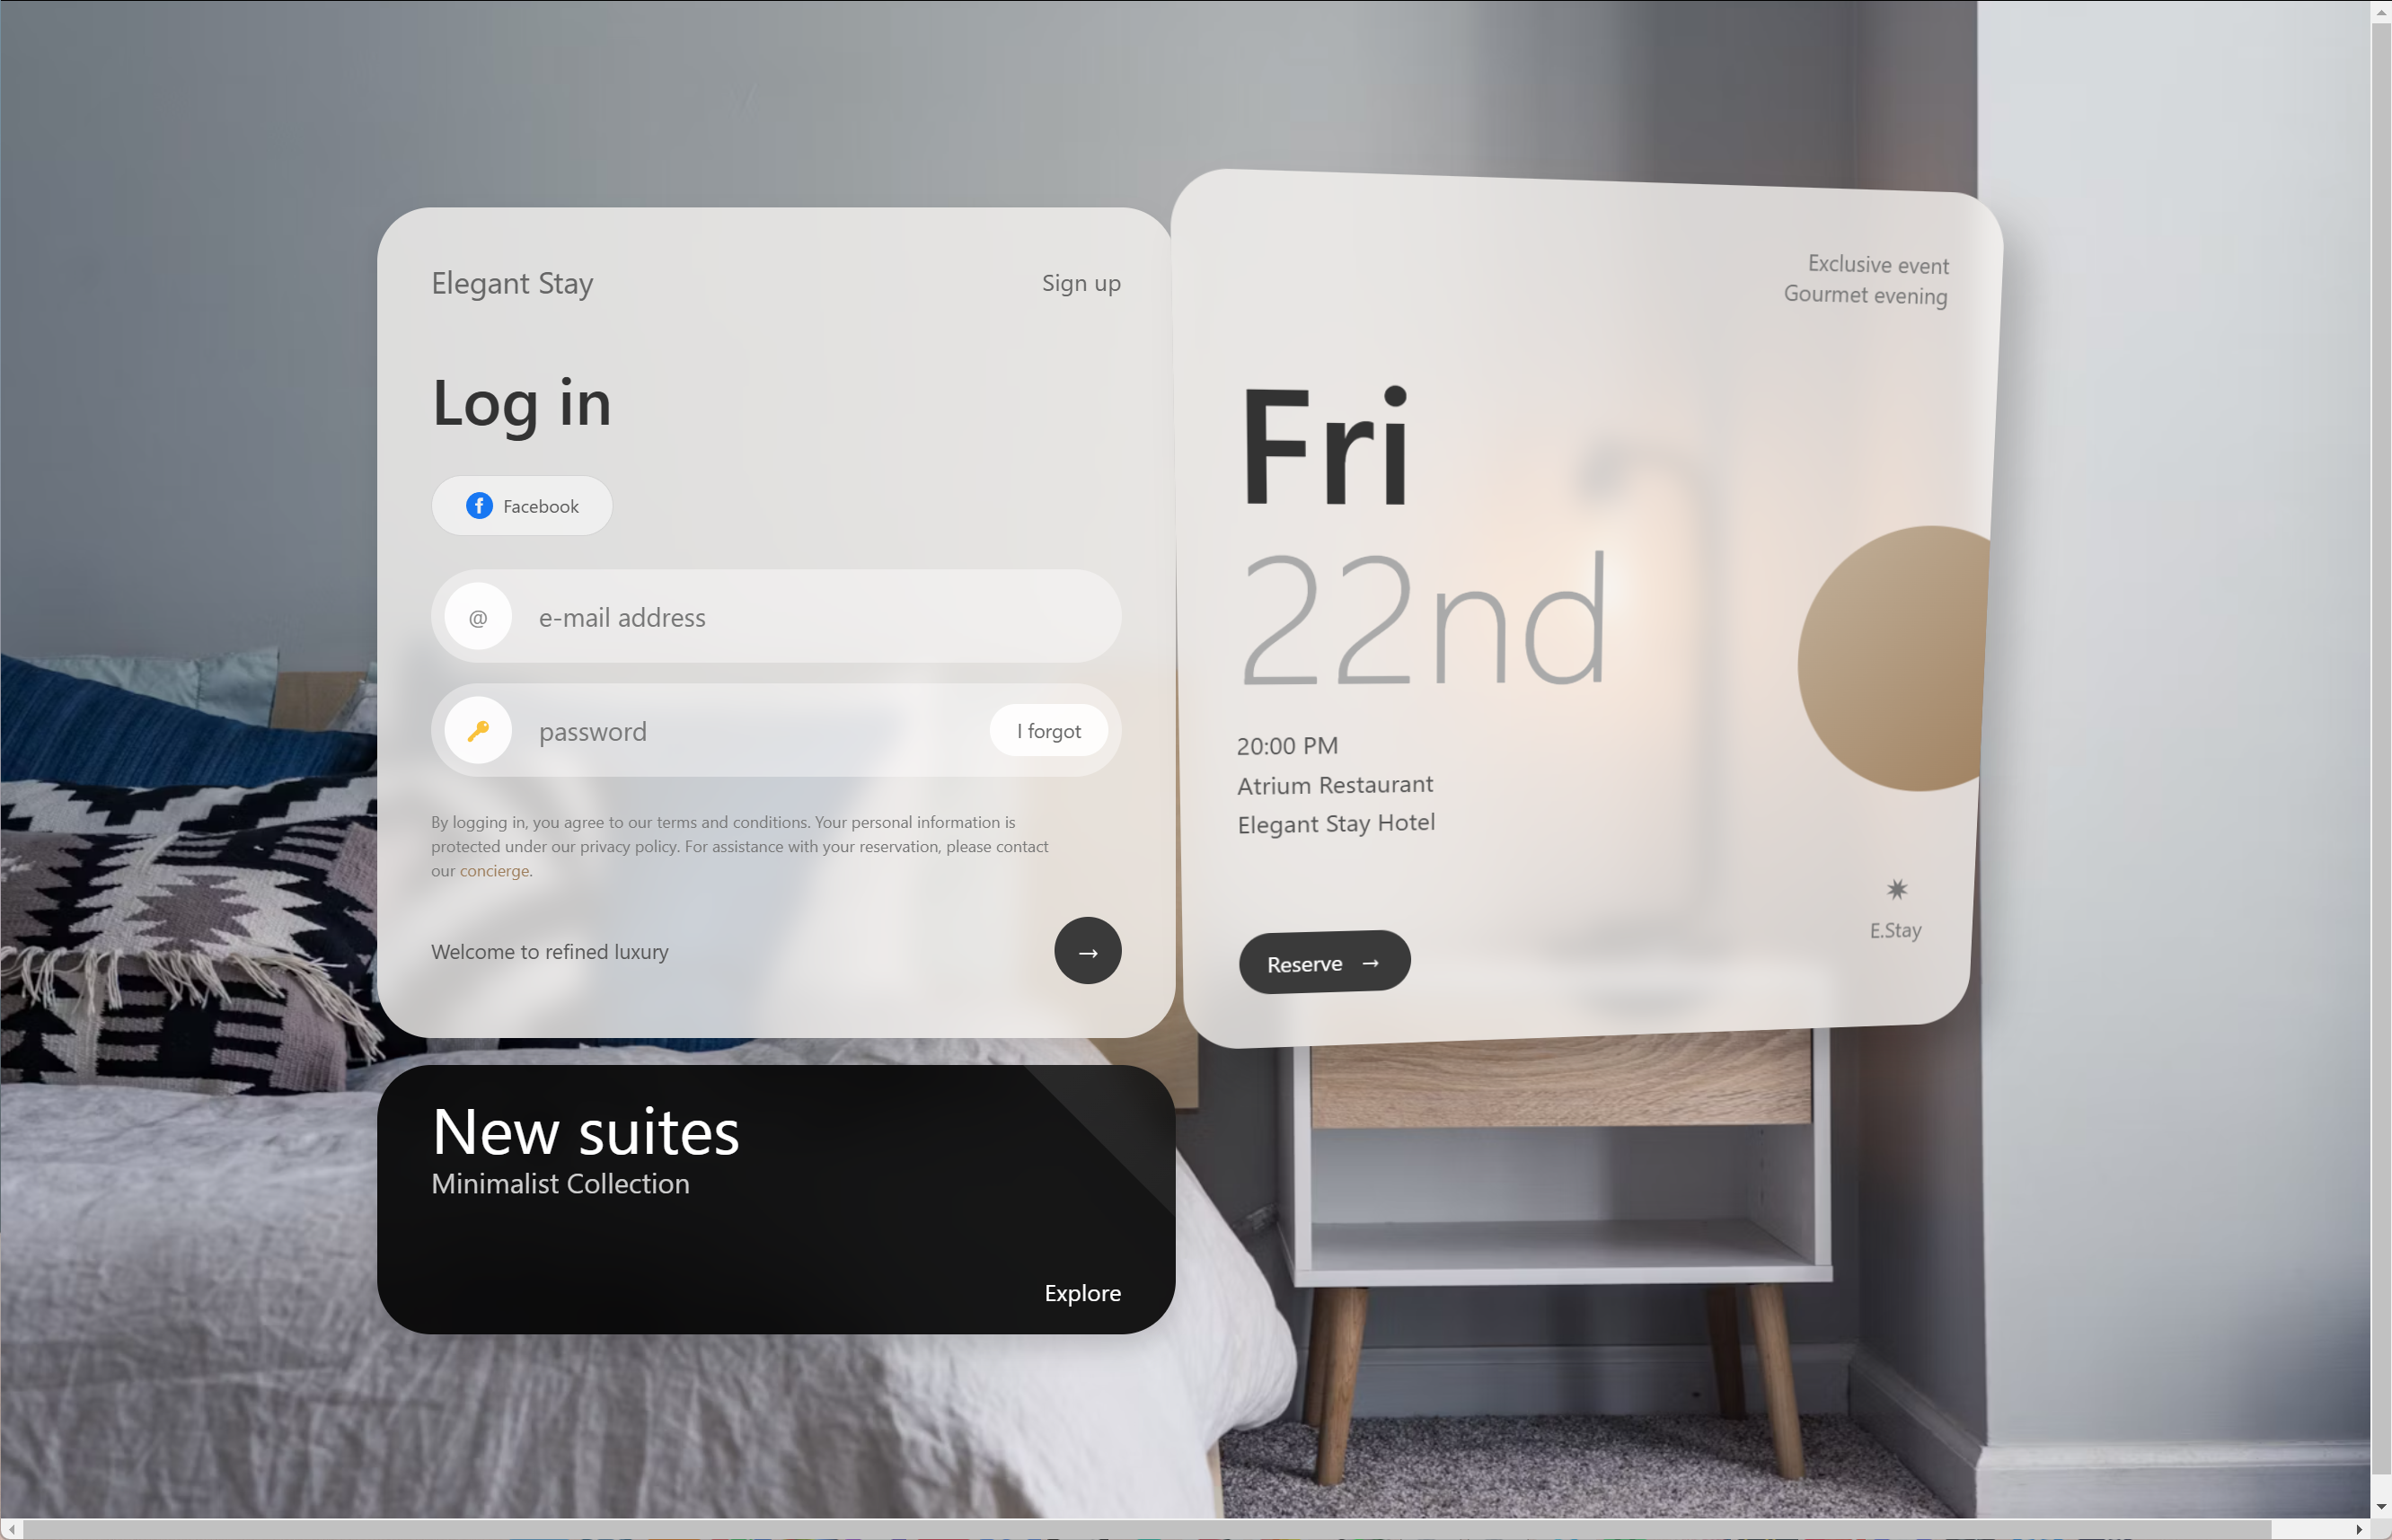 Elegant Stay
Sign up
Log in
Facebook
@ e-mail address
password
I forgot
By logging in, you agree to our terms and conditions. Your personal information is
protected under our privacy policy. For assistance with your reservation, please contact
our concierge.
Welcome to refined luxury
→
New suites
Minimalist Collection
Explore
Exclusive event
Gourmet evening
Fri
22nd
20:00 PM
Atrium Restaurant
Elegant Stay Hotel
E.Stay
Reserve →